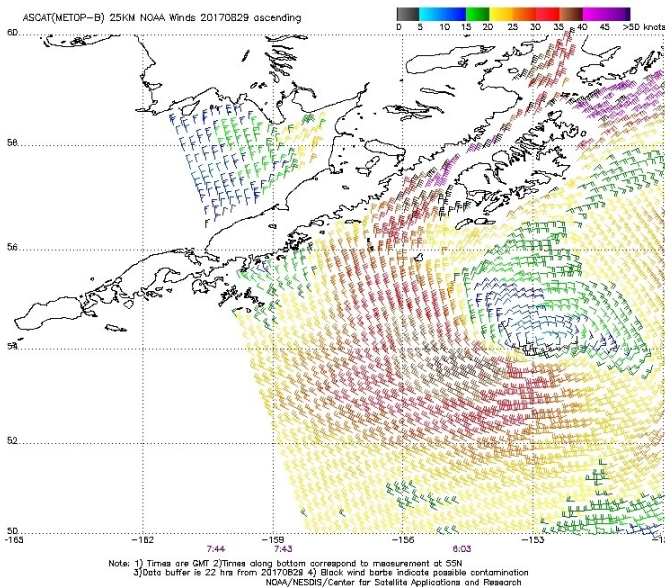 ASCAT(METOP-B) 25KM NOAA Winds 20170829 ascending
0 5 10 15 20 25 30 35 40 45 >50 knots
60
58
56
54
52
50
-165 -162 -159 -156 -153
7:44 7:43 6:03
Note: 1) Times are GMT 2)Times along bottom correspond to measurement at 55N
3)Data buffer is 22 hrs from 20170829 4) Black wind barbs indicate possible contamination
NOAA/NESDIS/Center for Satellite Applications and Research